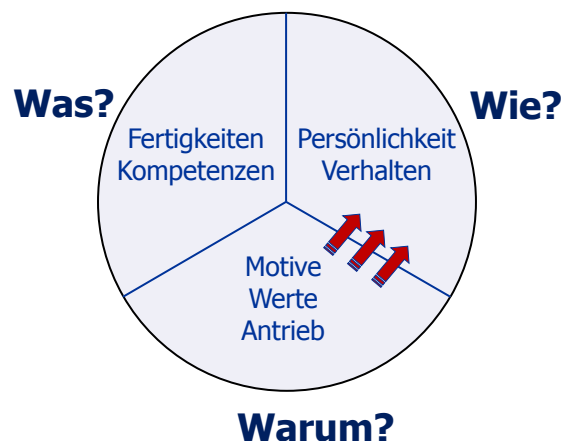 Was?
Wie?
Fertigkeiten
Kompetenzen
Persönlichkeit
Verhalten
Motive
Werte
Antrieb
Warum?